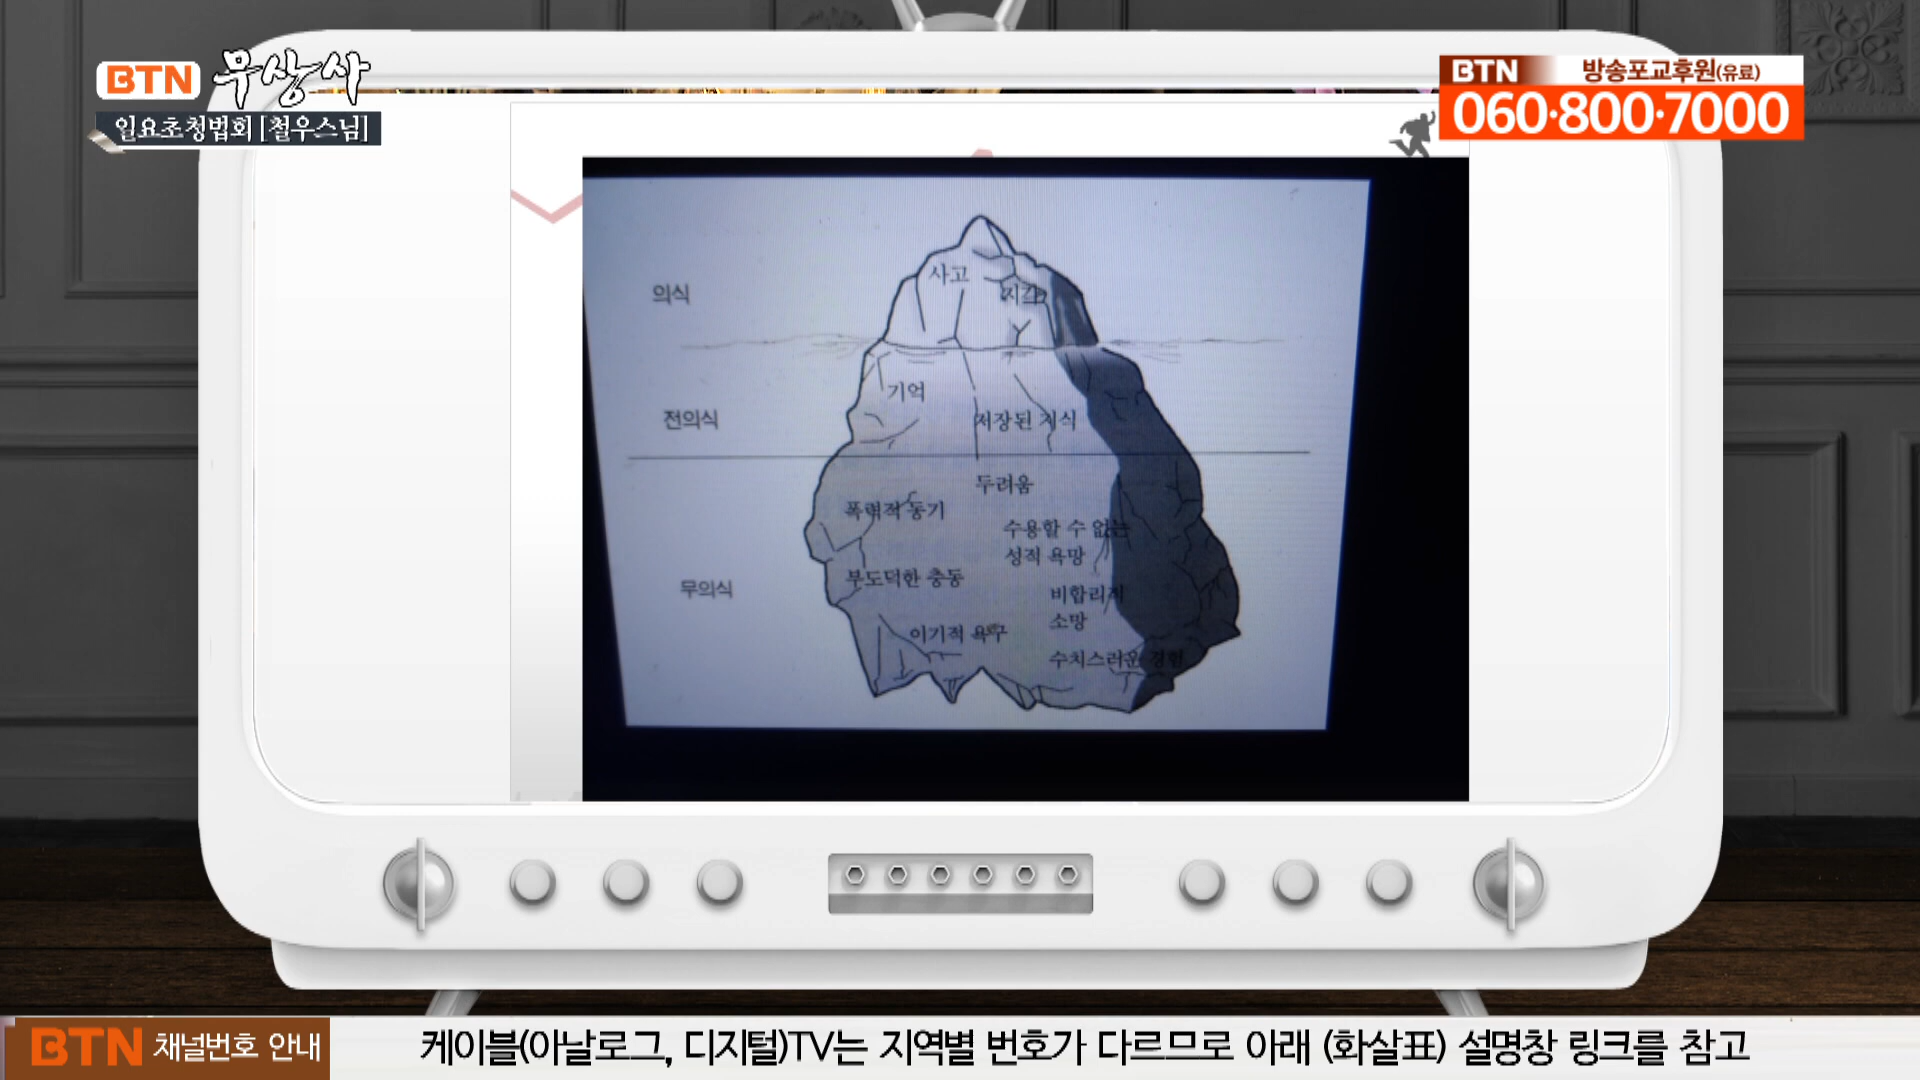 BTN 무상사
일요초청법회 [철우스님]
BTN 방송포교후원(유료)
060·800·7000
의식
사고
지각
기억
전의식
저장된 지식
두려움
폭력적 동기
수용할 수 없는
성적 욕망
부도덕한 충동
무의식
비합리적
소망
이기적 욕구
수치스러운 경험
BTN 채널번호 안내
케이블(아날로그, 디지털)TV는 지역별 번호가 다르므로 아래 (화살표) 설명창 링크를 참고